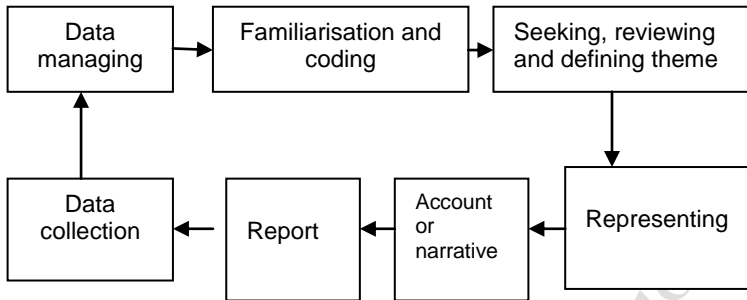 Data
managing
Familiarisation and
coding
Seeking, reviewing
and defining theme
Data
collection
Report
Account
or
narrative
Representing